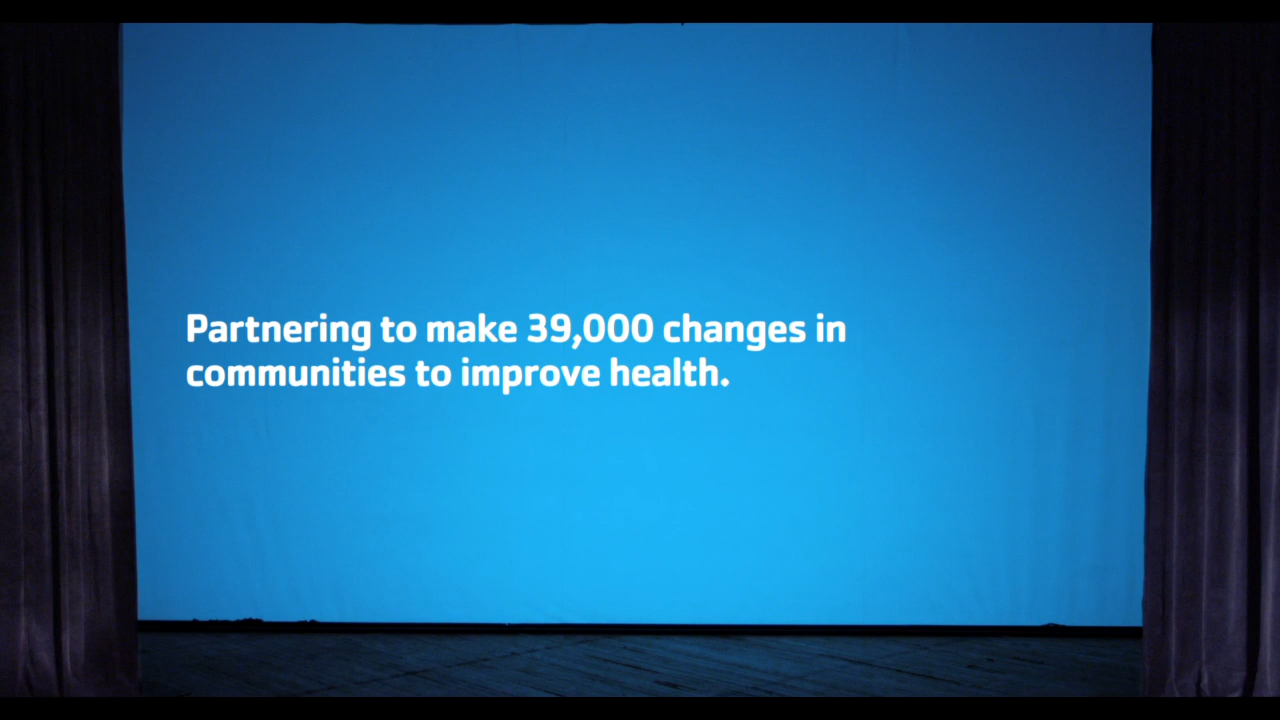 Partnering to make 39,000 changes in
communities to improve health.